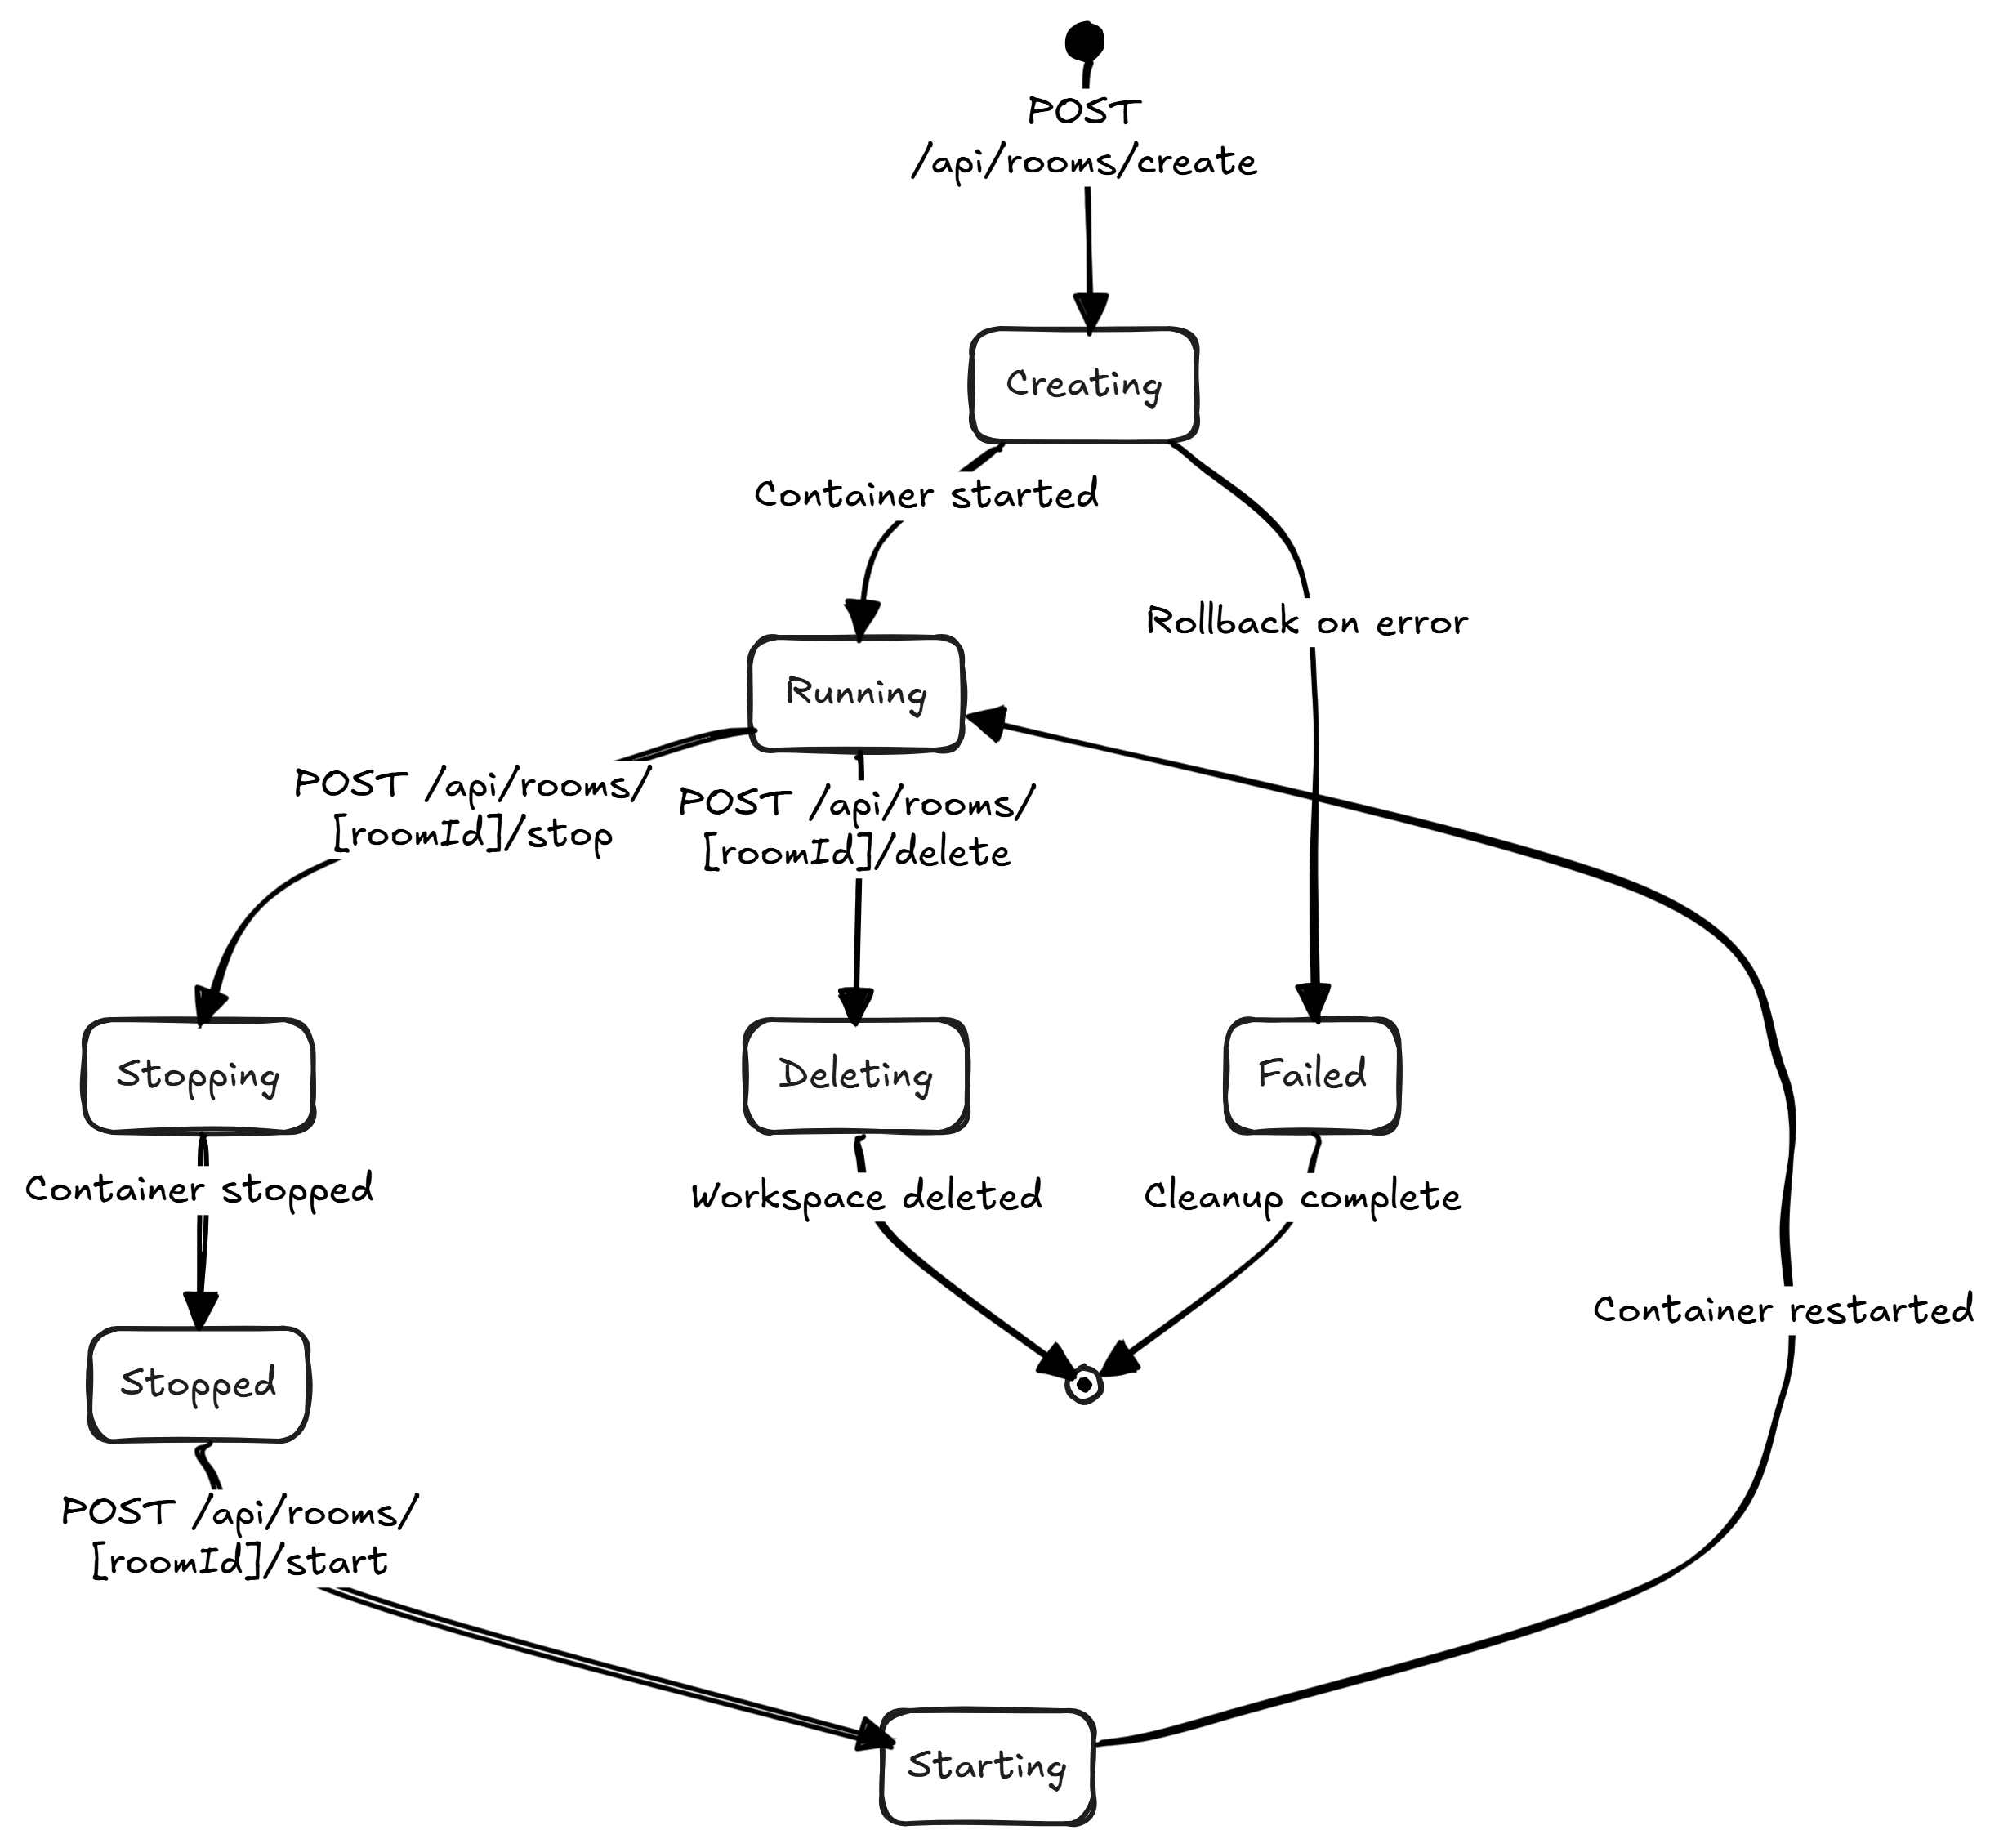 POST
/api/rooms/create
Creating
Container started
Rollback on error
Running
POST /api/rooms/
[roomId]/stop
POST /api/rooms/
[roomId]/delete
Stopping
Deleting
Failed
Container stopped
Workspace deleted
Cleanup complete
Container restarted
Stopped
POST /api/rooms/
[roomId]/start
Starting